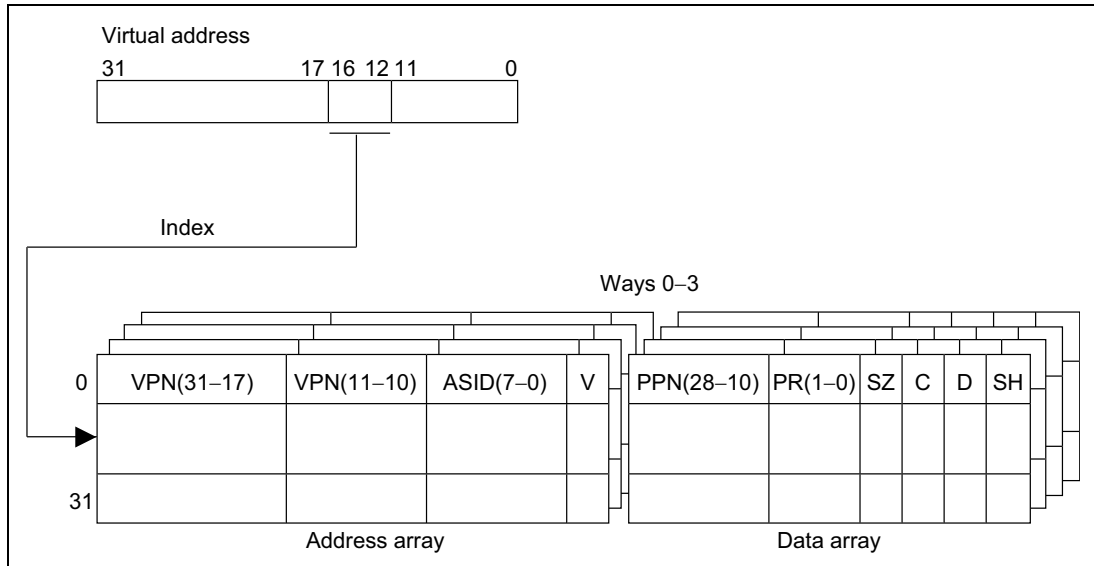 Virtual address
31 17 16 12 11 0
Index
Ways 0–3
0 VPN(31–17) VPN(11–10) ASID(7–0) V PPN(28–10) PR(1–0) SZ C D SH
31
Address array Data array